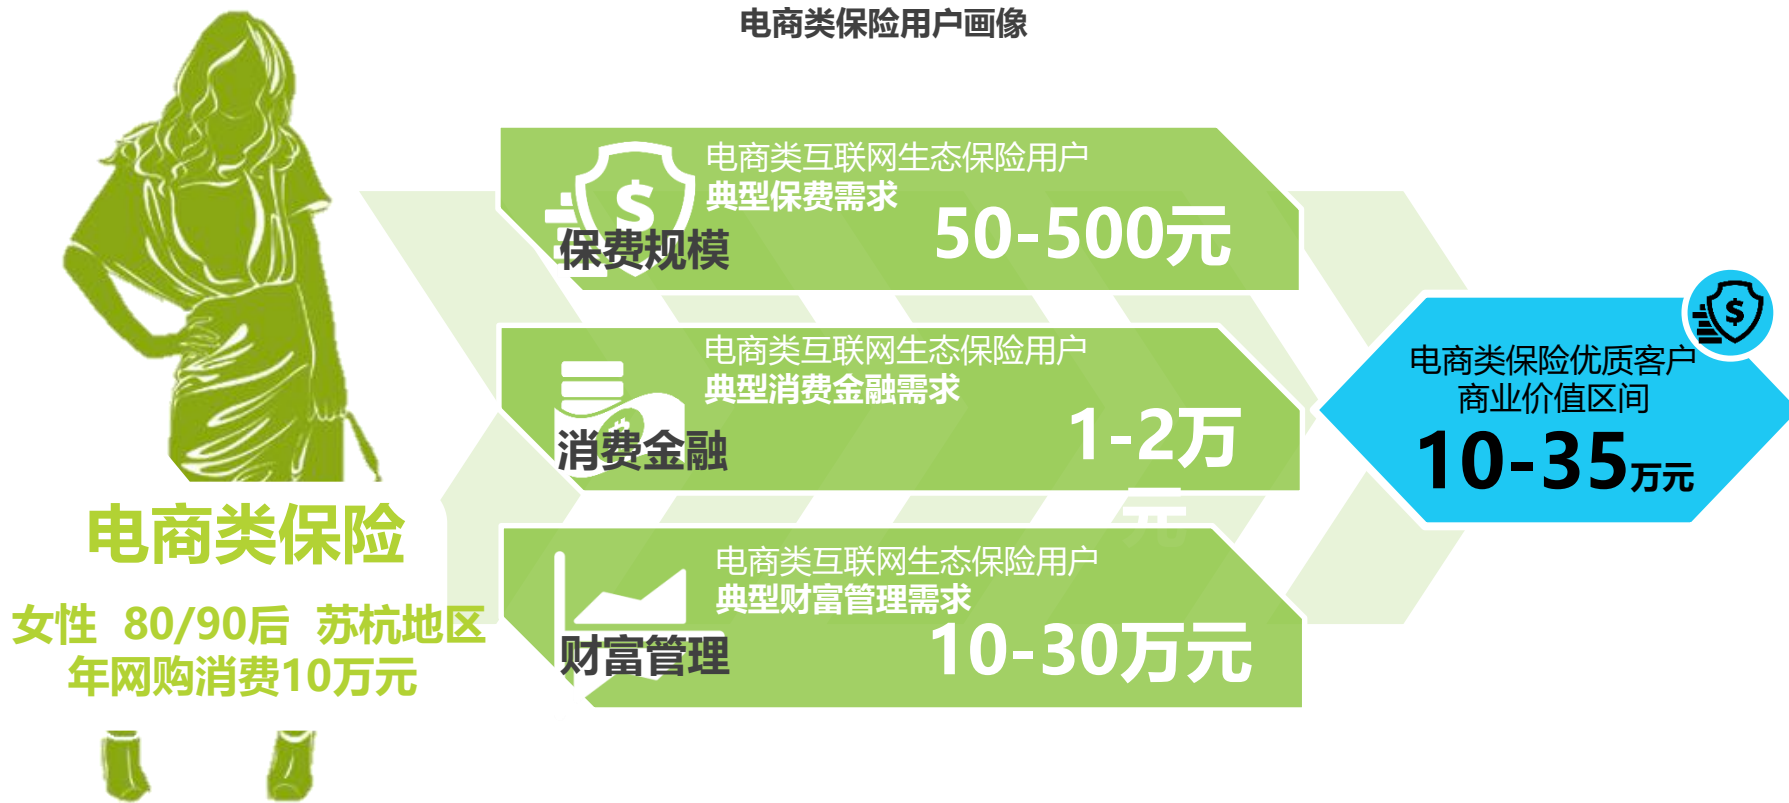 电商类保险用户画像
电商类保险
女性 80/90后 苏杭地区
年网购消费10万元
电商类互联网生态保险用户
典型保费需求
50-500元
保费规模
电商类互联网生态保险用户
典型消费金融需求
1-2万
元
消费金融
电商类互联网生态保险用户
典型财富管理需求
10-30万元
财富管理
电商类保险优质客户
商业价值区间
10-35万元